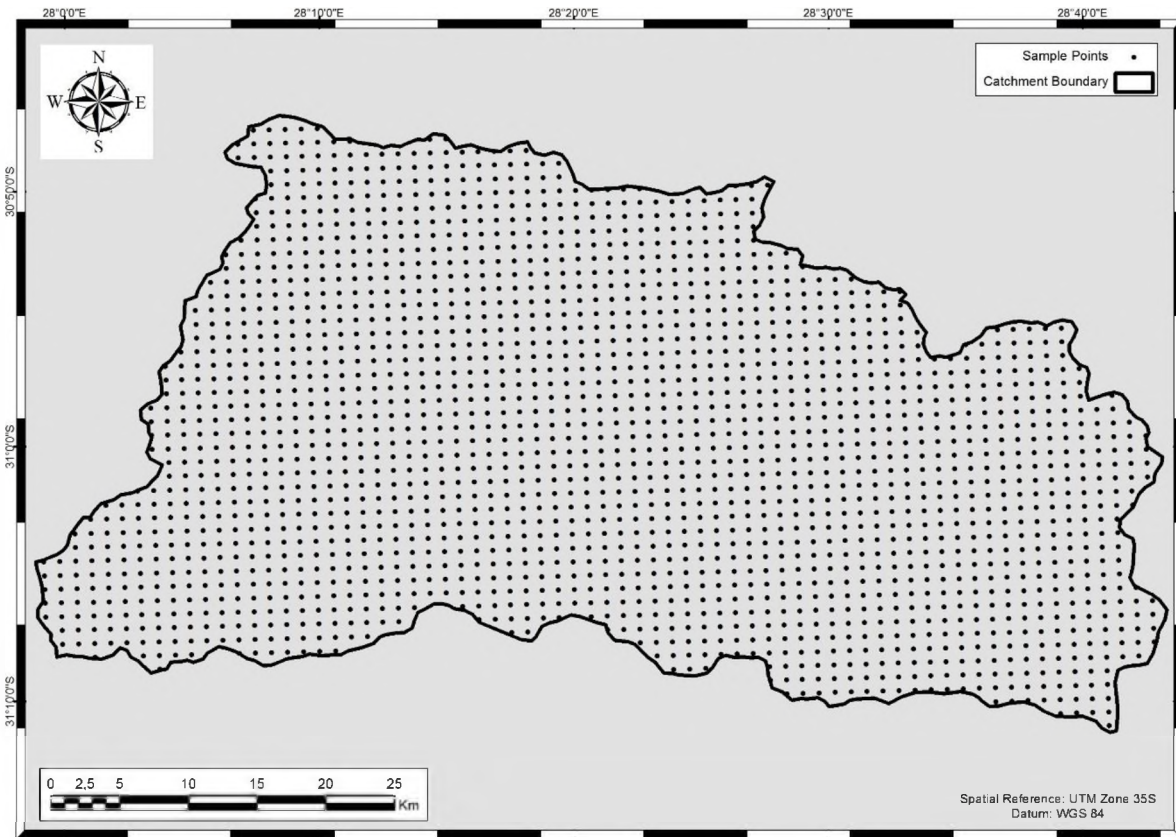 28°0'0"E 28°10'0"E 28°20'0"E 28°30'0"E 28°40'0"E
N
W E
S
Sample Points
Catchment Boundary
30°50'0"S
31°0'0"S
31°10'0"S
0 2,5 5 10 15 20 25
Km
Spatial Reference: UTM Zone 35S
Datum: WGS 84